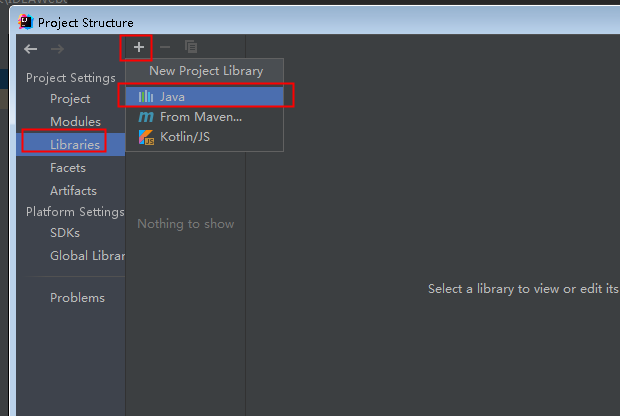 Project Structure
New Project Library
Java
From Maven...
Kotlin/JS
Project Settings
Project
Modules
Libraries
Facets
Artifacts
Platform Settings
SDKs
Global Librar
Problems
Nothing to show
Select a library to view or edit its